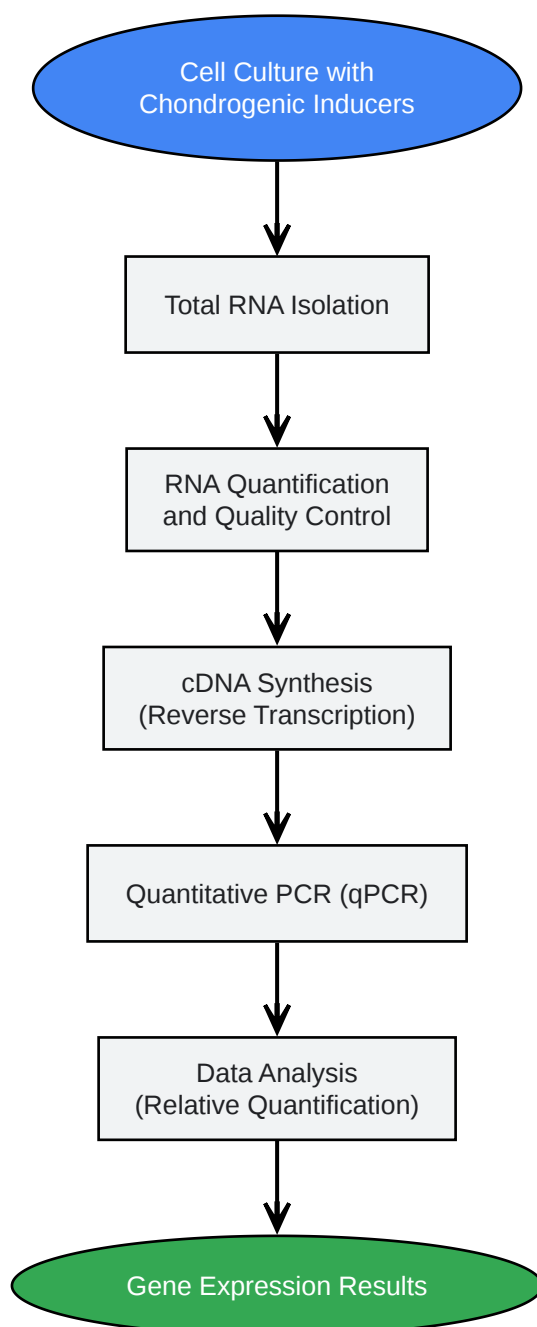 Cell Culture with
Chondrogenic Inducers
Total RNA Isolation
RNA Quantification
and Quality Control
cDNA Synthesis
(Reverse Transcription)
Quantitative PCR (qPCR)
Data Analysis
(Relative Quantification)
Gene Expression Results